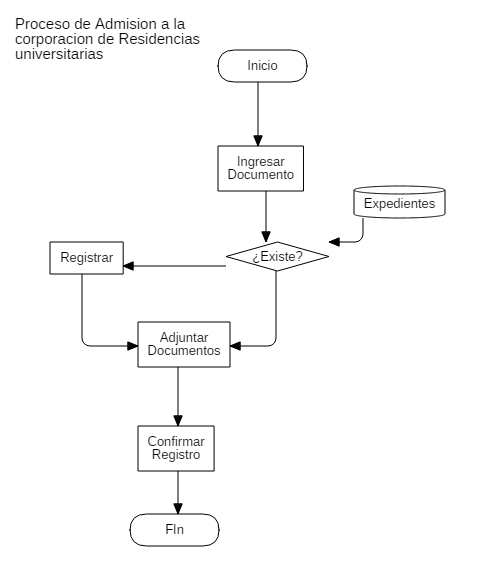 Proceso de Admision a la
corporacion de Residencias
universitarias
Inicio
Ingresar
Documento
Expedientes
¿Existe?
Registrar
Adjuntar
Documentos
Confirmar
Registro
FIn